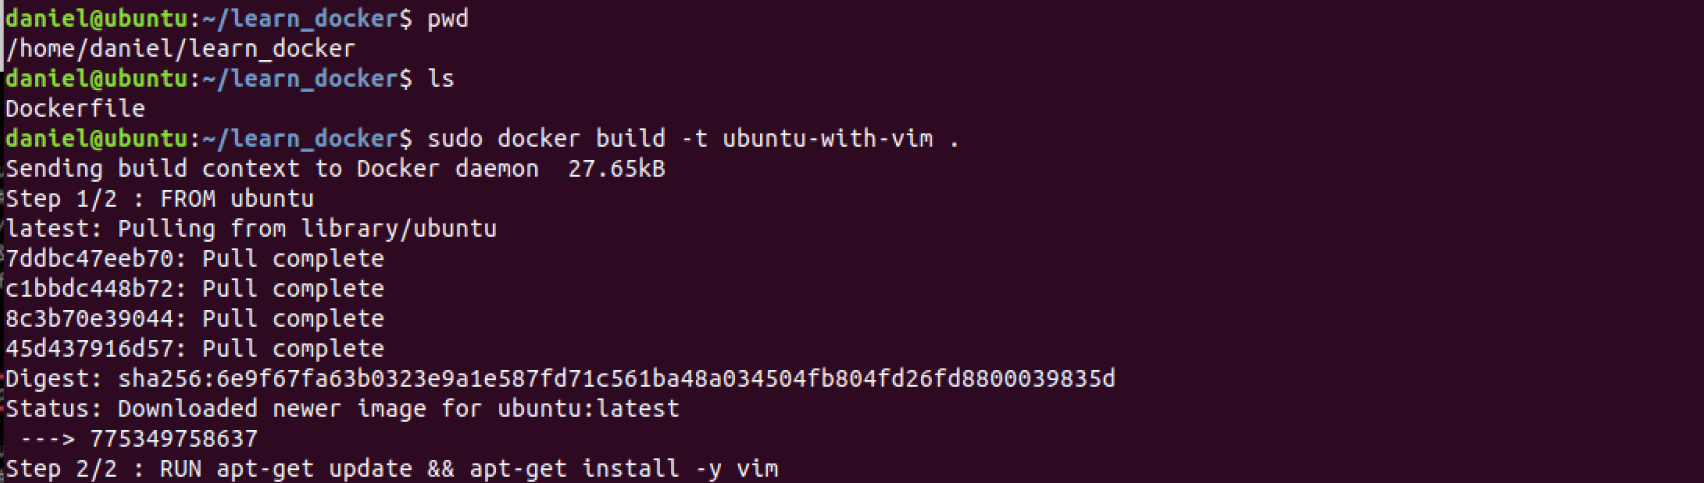 daniel@ubuntu:~/learn_docker$ pwd
/home/daniel/learn_docker
daniel@ubuntu:~/learn_docker$ ls
Dockerfile
daniel@ubuntu:~/learn_docker$ sudo docker build -t ubuntu-with-vim .
Sending build context to Docker daemon  27.65kB
Step 1/2 : FROM ubuntu
latest: Pulling from library/ubuntu
7ddbc47eeb70: Pull complete
c1bbdc448b72: Pull complete
8c3b70e39044: Pull complete
45d437916d57: Pull complete
Digest: sha256:6e9f67fa63b0323e9a1e587fd71c561ba48a034504fb804fd26fd8800039835d
Status: Downloaded newer image for ubuntu:latest
 ---> 775349758637
Step 2/2 : RUN apt-get update && apt-get install -y vim